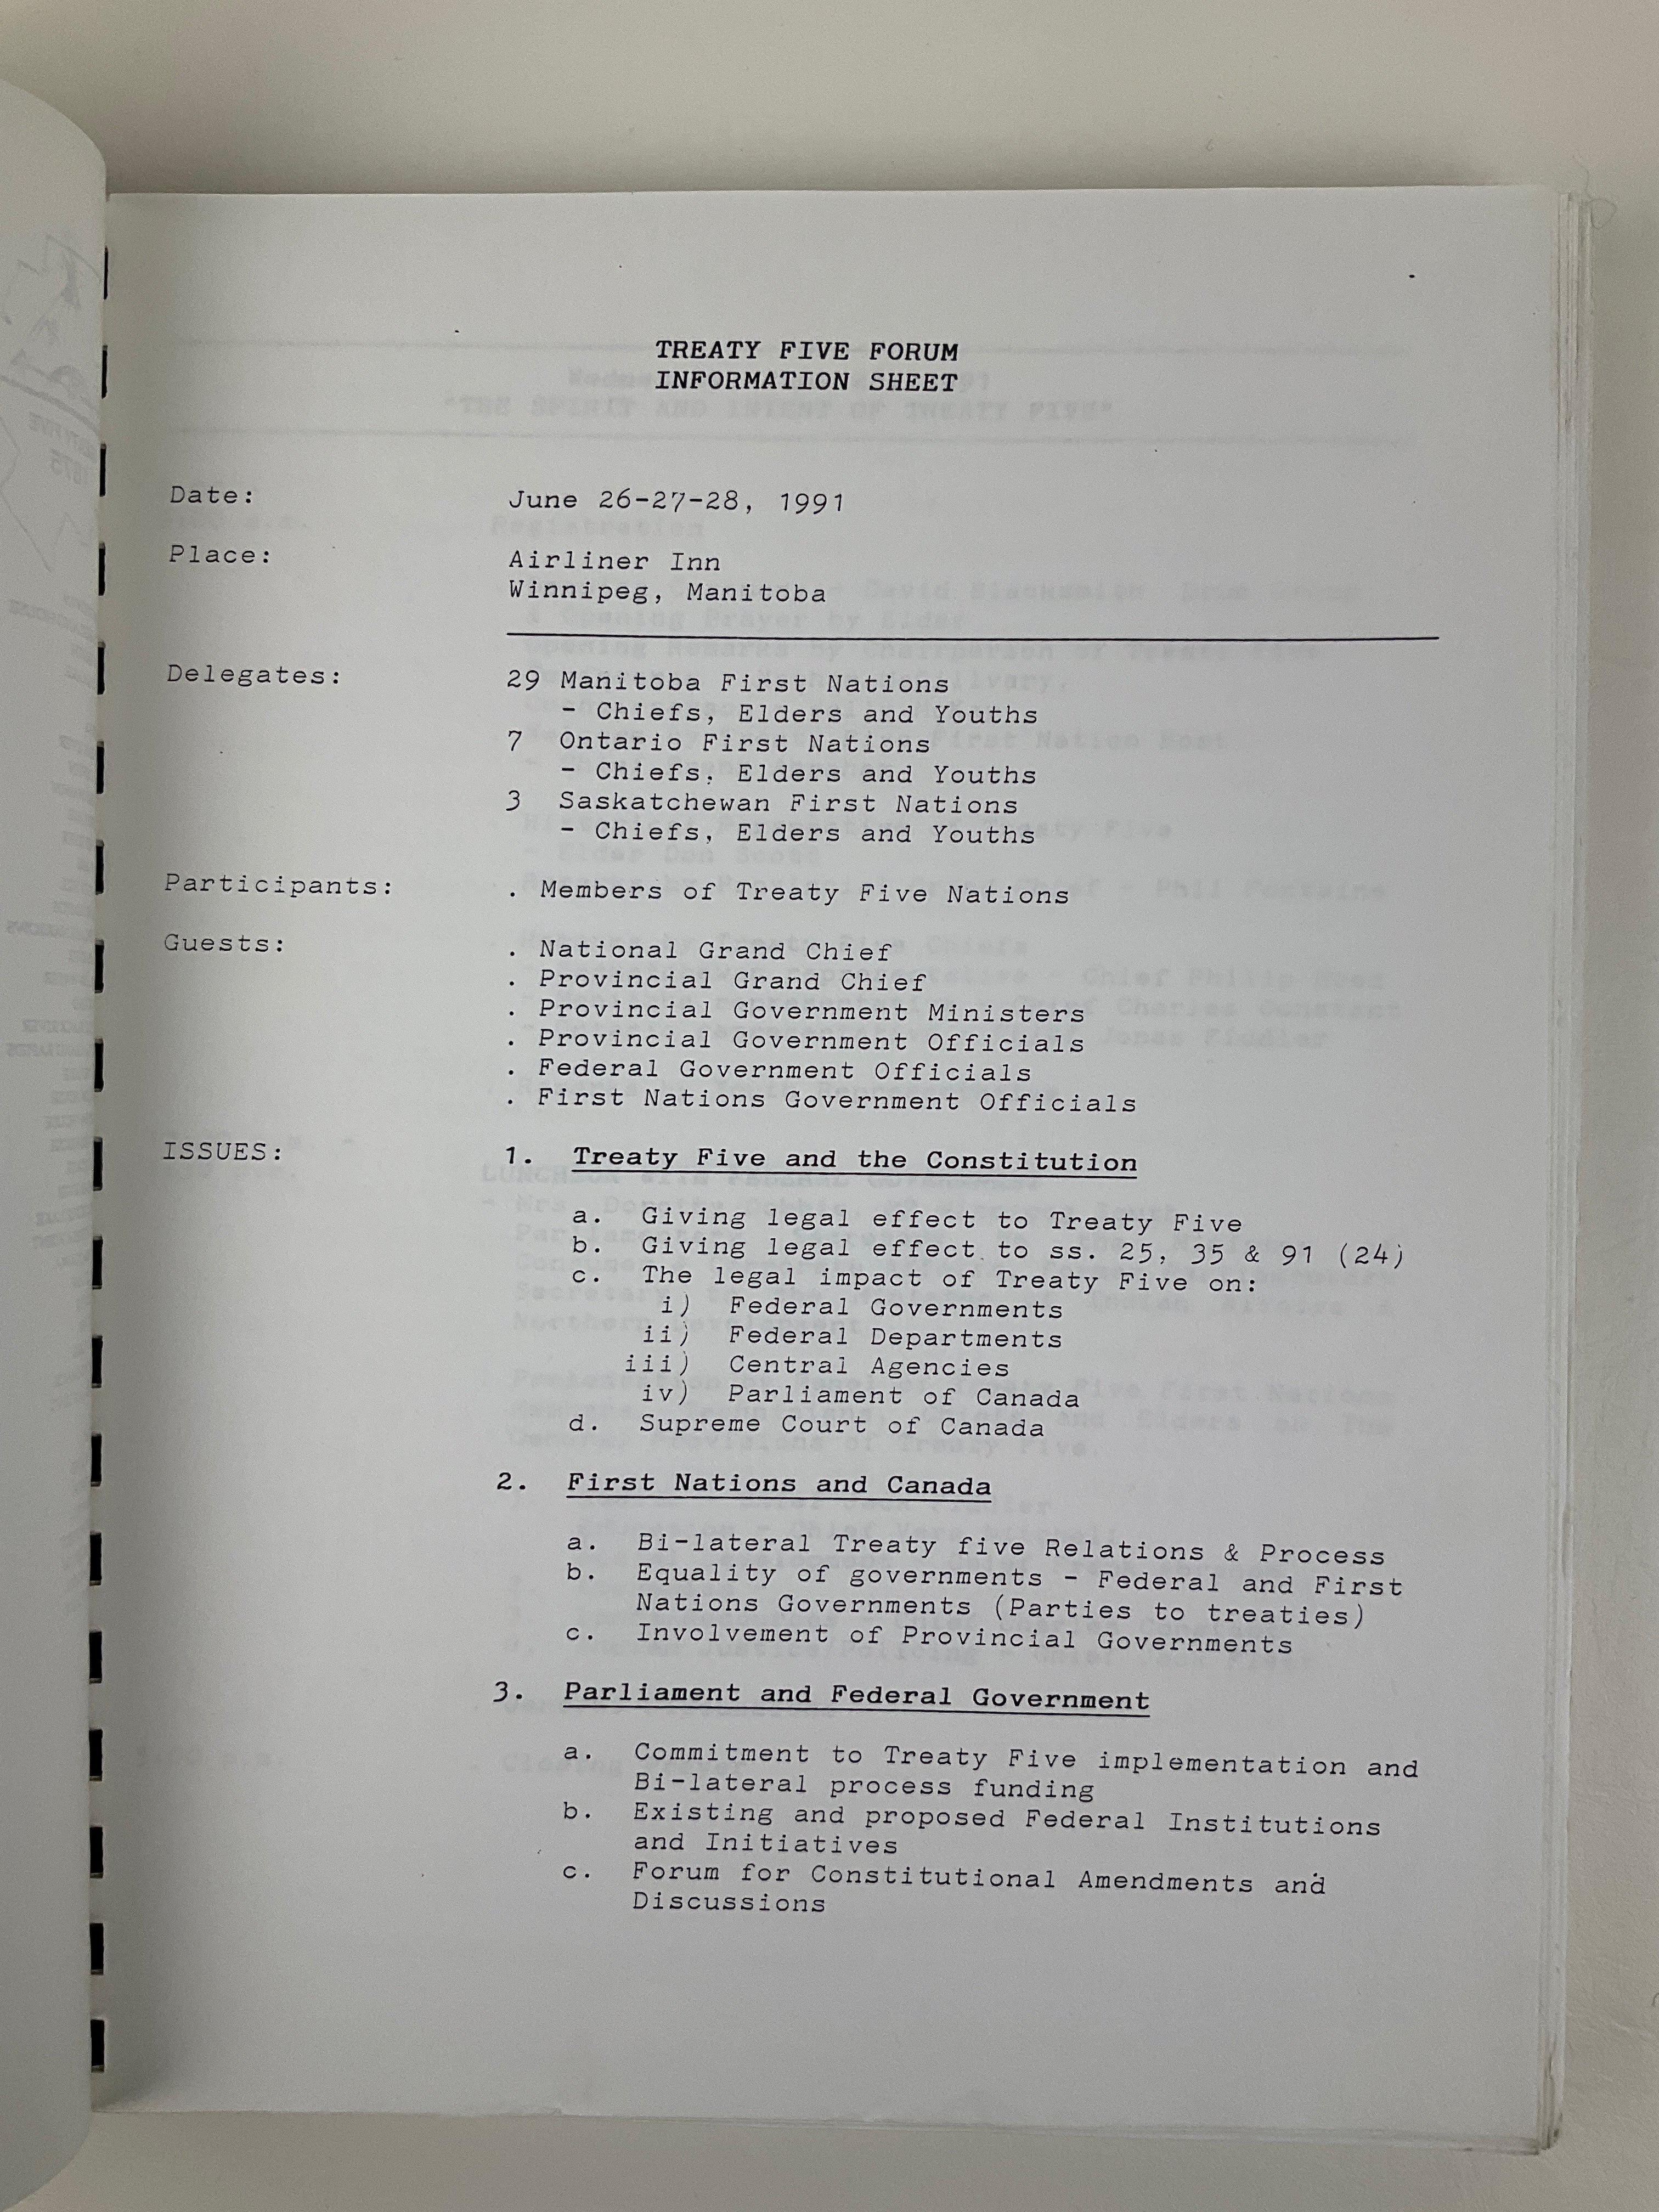 TREATY FIVE FORUM
INFORMATION SHEET
Date: June 26-27-28, 1991
Place: Airliner Inn
Winnipeg, Manitoba
Delegates: 29 Manitoba First Nations
- Chiefs, Elders and Youths
7 Ontario First Nations
- Chiefs, Elders and Youths
3 Saskatchewan First Nations
- Chiefs, Elders and Youths
Participants: . Members of Treaty Five Nations
Guests: . National Grand Chief
. Provincial Grand Chief
. Provincial Government Ministers
. Provincial Government Officials
. Federal Government Officials
. First Nations Government Officials
ISSUES: 1. Treaty Five and the Constitution
a. Giving legal effect to Treaty Five
b. Giving legal effect to ss. 25, 35 & 91 (24)
c. The legal impact of Treaty Five on:
i) Federal Governments
ii) Federal Departments
iii) Central Agencies
iv) Parliament of Canada
d. Supreme Court of Canada
2. First Nations and Canada
a. Bi-lateral Treaty five Relations & Process
b. Equality of governments - Federal and First
Nations Governments (Parties to treaties)
c. Involvement of Provincial Governments
3. Parliament and Federal Government
a. Commitment to Treaty Five implementation and
Bi-lateral process funding
b. Existing and proposed Federal Institutions
and Initiatives
c. Forum for Constitutional Amendments and
Discussions